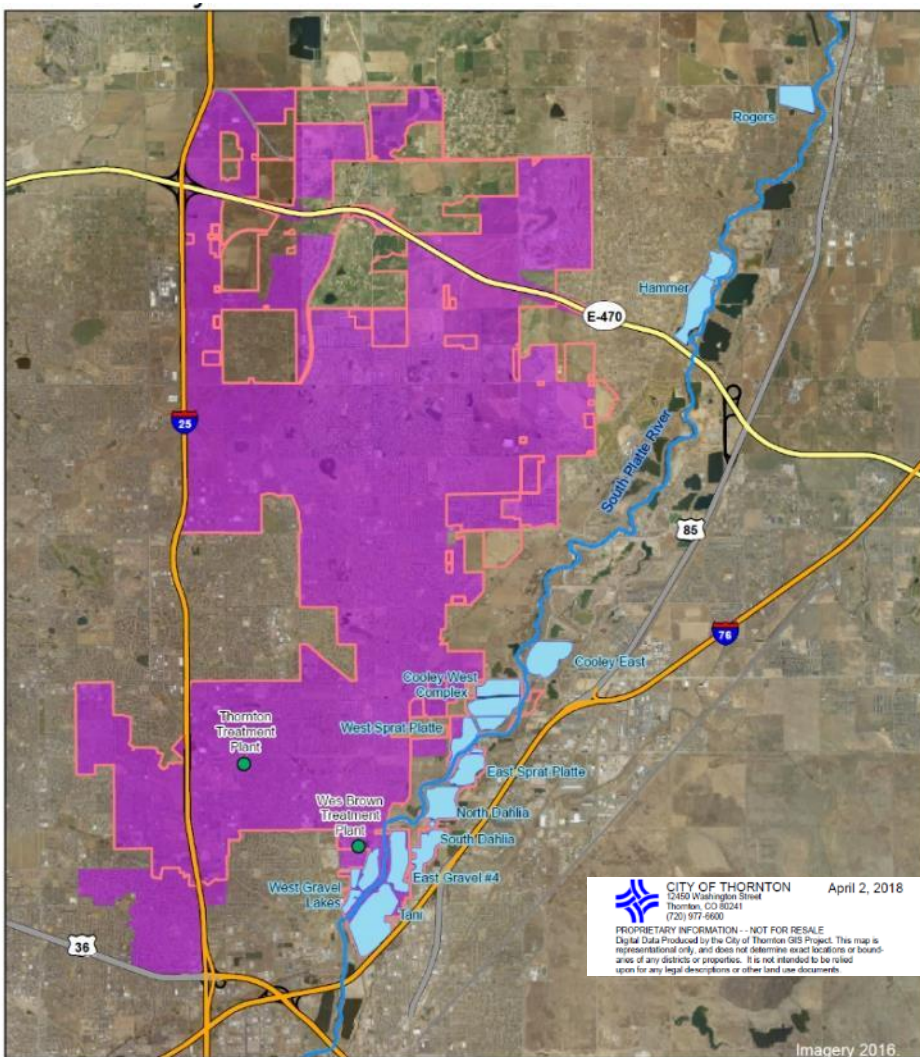 Rogers
Hammer
E-470
25
South Platte River
85
76
Cooley East
Cooley West
Complex
West Sprat Platte
Thornton
Treatment
Plant
East Sprat Platte
Wes Brown
Treatment
Plant
North Dahlia
South Dahlia
East Gravel #4
West Gravel
Lakes
Tani
36
CITY OF THORNTON
April 2, 2018
12450 Washington Street
Thornton, CO 80241
(720) 977-6600
PROPRIETARY INFORMATION - - NOT FOR RESALE
Digital Data Produced by the City of Thornton GIS Project. This map is
representational only, and does not determine exact locations or bound-
aries of any districts or properties. It is not intended to be relied
upon for any legal descriptions or other land use documents.
Imagery 2016